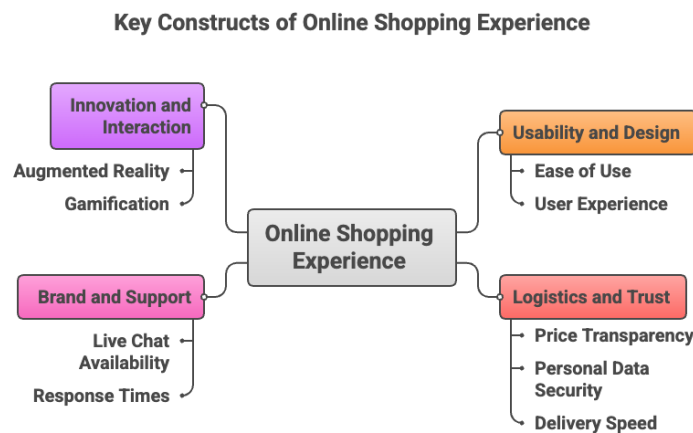 Key Constructs of Online Shopping Experience
Innovation and
Interaction
Augmented Reality
Gamification
Brand and Support
Live Chat
Availability
Response Times
Online Shopping
Experience
Usability and Design
Ease of Use
User Experience
Logistics and Trust
Price Transparency
Personal Data
Security
Delivery Speed